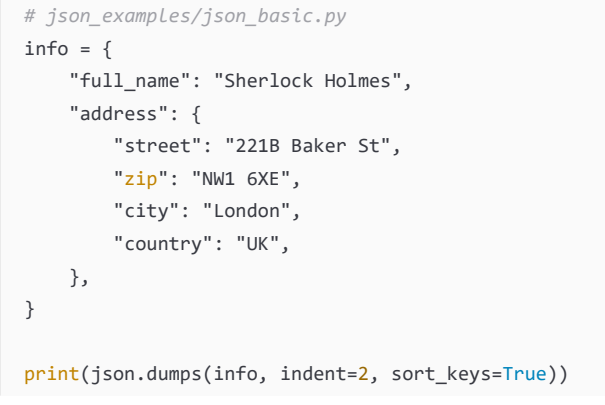 # json_examples/json_basic.py
info = {
    "full_name": "Sherlock Holmes",
    "address": {
        "street": "221B Baker St",
        "zip": "NW1 6XE",
        "city": "London",
        "country": "UK",
    },
}
print(json.dumps(info, indent=2, sort_keys=True))